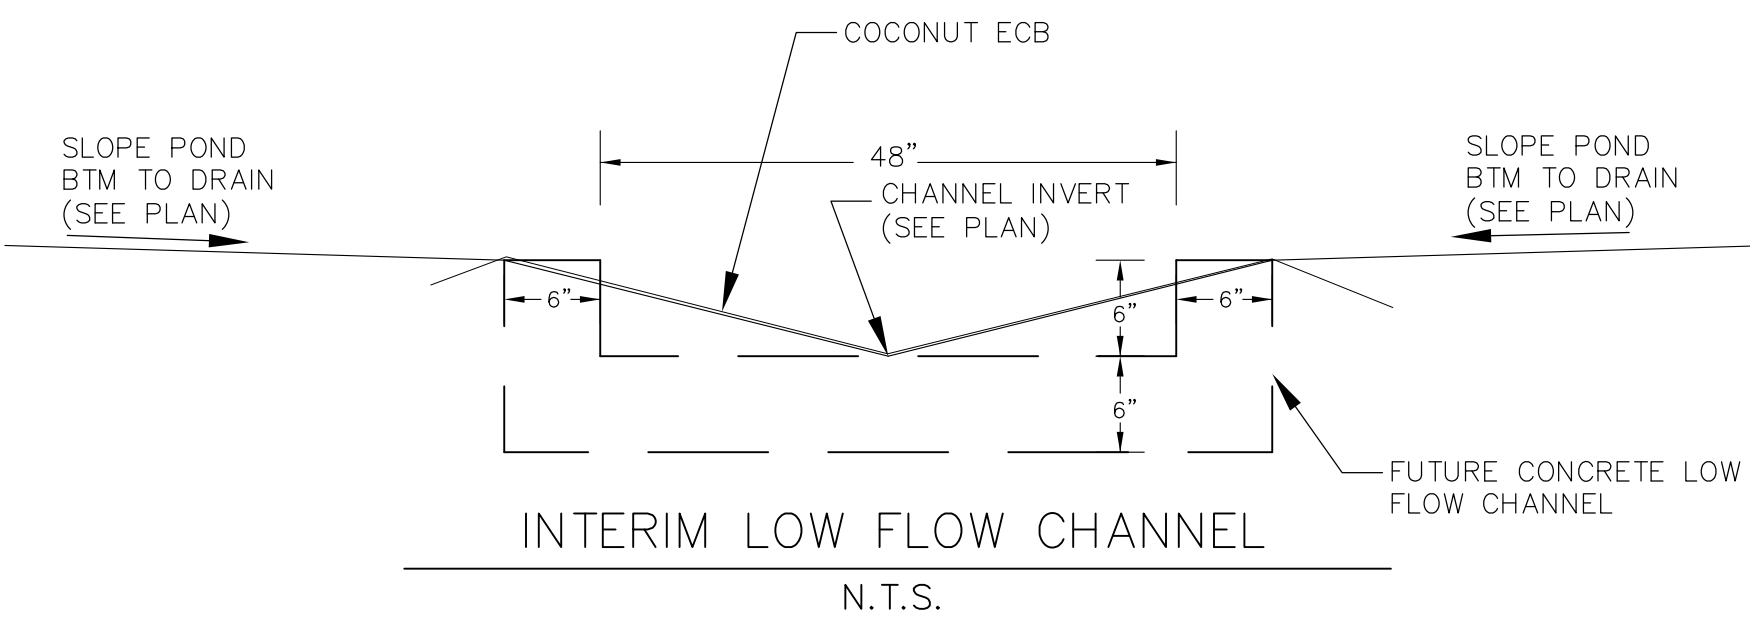 COCONUT ECB
SLOPE POND
BTM TO DRAIN
(SEE PLAN)
48”
CHANNEL INVERT
(SEE PLAN)
SLOPE POND
BTM TO DRAIN
(SEE PLAN)
6”
6”
6”
6”
FUTURE CONCRETE LOW
FLOW CHANNEL
INTERIM LOW FLOW CHANNEL
N.T.S.